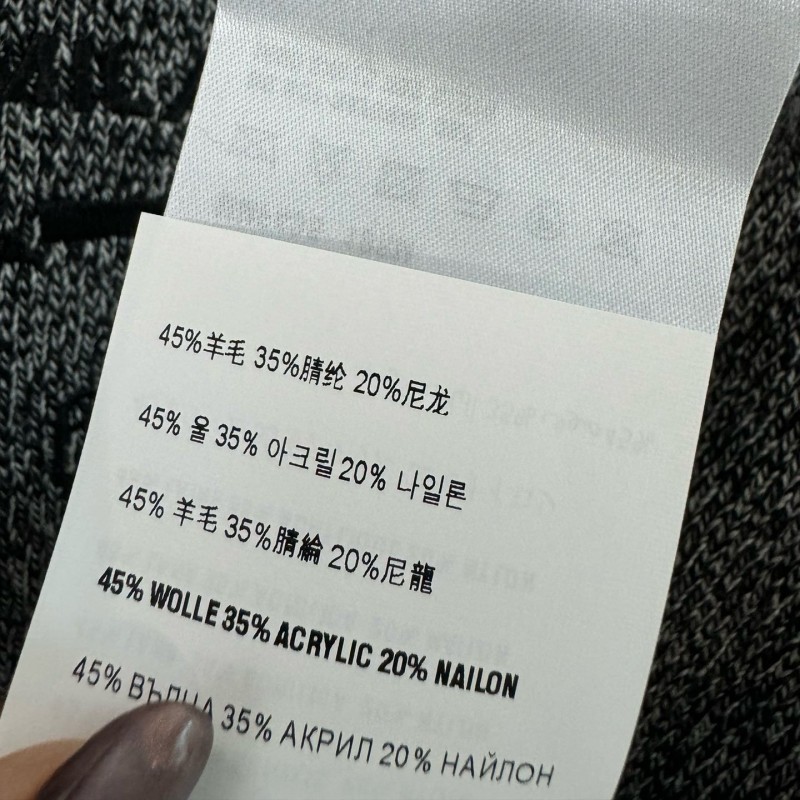 45%羊毛 35%腈纶 20%尼龙
45% 울 35% 아크릴 20% 나일론
45% 羊毛 35%腈綸 20%尼龍
45% WOLLE 35% ACRYLIC 20% NAILON
45% ВЪЛНА 35% АКРИЛ 20% НАЙЛОН